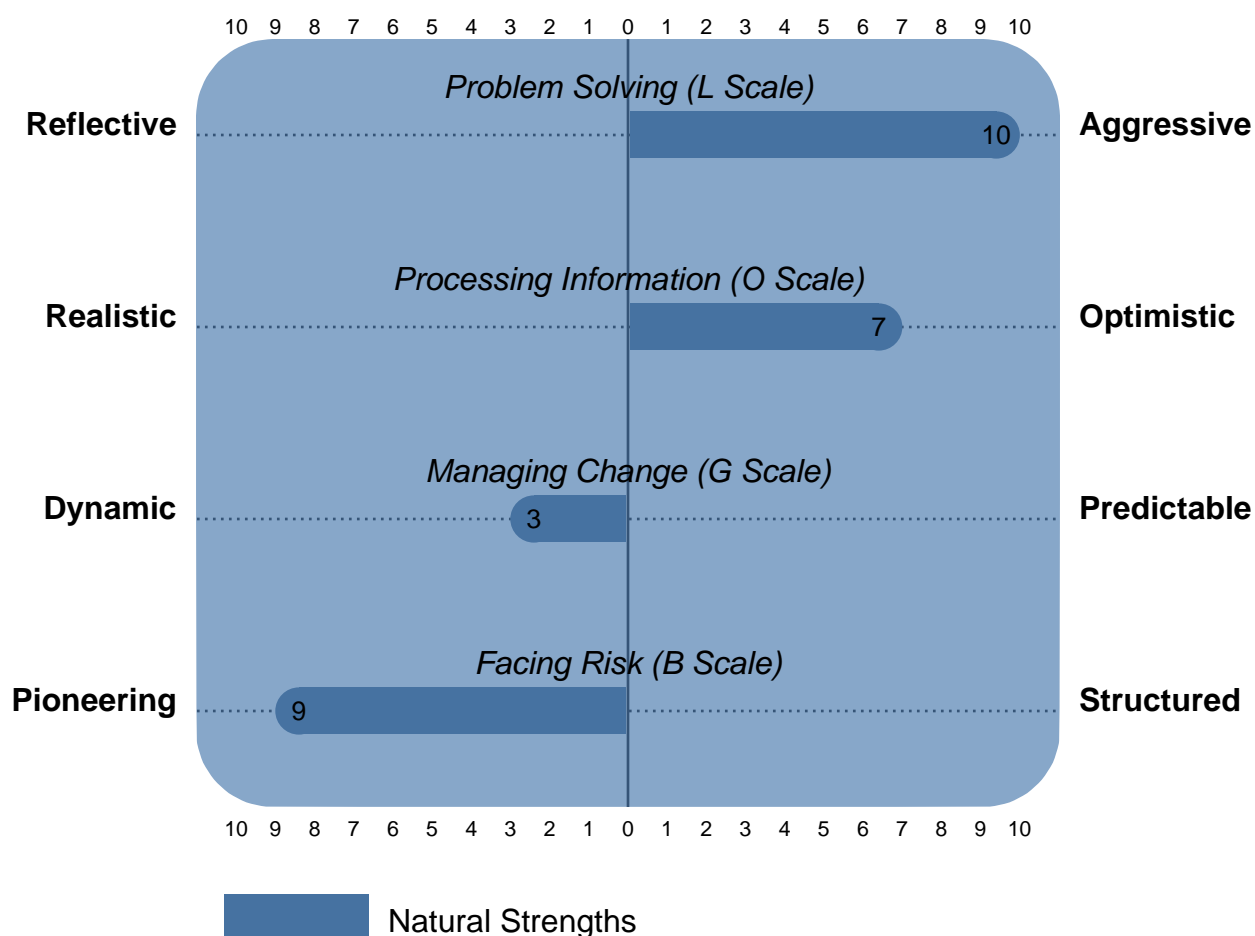 10 9 8 7 6 5 4 3 2 1 0 1 2 3 4 5 6 7 8 9 10
Problem Solving (L Scale)
Reflective
10
Aggressive
Processing Information (O Scale)
Realistic
7
Optimistic
Managing Change (G Scale)
Dynamic
3
Predictable
Facing Risk (B Scale)
Pioneering
9
Structured
10 9 8 7 6 5 4 3 2 1 0 1 2 3 4 5 6 7 8 9 10
Natural Strengths